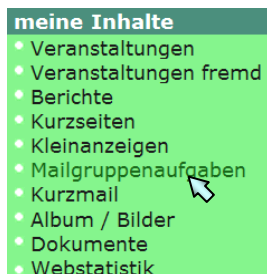 meine Inhalte
Veranstaltungen
Veranstaltungen fremd
Berichte
Kurzseiten
Kleinanzeigen
Mailgruppenaufgaben
Kurzmail
Album / Bilder
Dokumente
Webstatistik